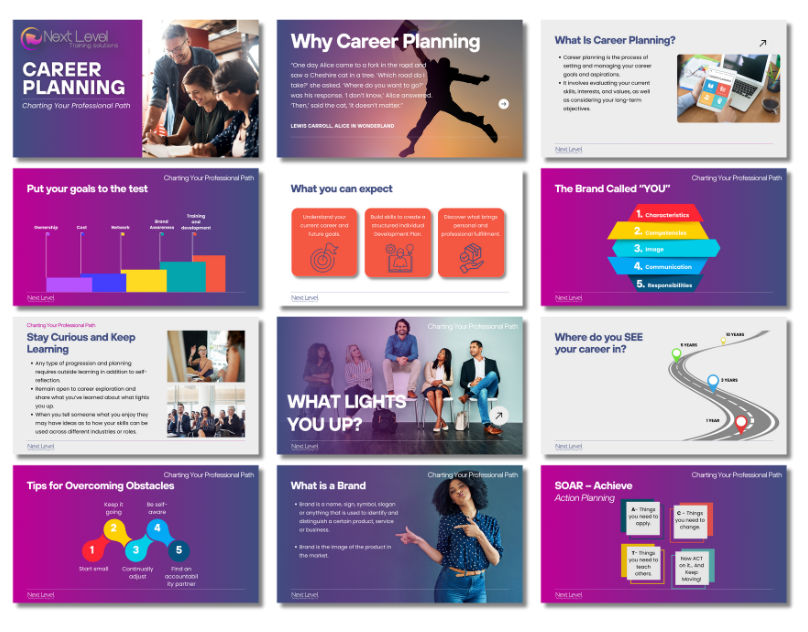 Next Level
Training solutions
CAREER
PLANNING
Charting Your Professional Path
Why Career Planning
"One day Alice came to a fork in the road and
saw a Cheshire cat in a tree. 'Which road do I
take?' she asked. 'Where do you want to go?'
was his response. 'I don't know,' Alice answered.
'Then,' said the cat, 'it doesn't matter."
LEWIS CARROLL, ALICE IN WONDERLAND
What Is Career Planning?
• Career planning is the process of
setting and managing your career
goals and aspirations.
• It involves evaluating your current
skills, interests, and values, as well
as considering your long-term
objectives.
Next Level
Charting Your Professional Path
Put your goals to the test
Ownership
Cast
Network
Brand
Awareness
Training
and
development
Next Level
What you can expect
Understand your
current career and
future goals.
Build skills to create a
structured Individual
Development Plan.
Discover what brings
personal and
professional fulfillment.
Next Level
Charting Your Professional Path
The Brand Called "YOU"
1. Characteristics
2. Competencies
3. Image
4. Communication
5. Responsibilities
Next Level
Charting Your Professional Path
Stay Curious and Keep
Learning
• Any type of progression and planning
requires outside learning in addition to self-
reflection.
• Remain open to career exploration and
share what you've learned about what lights
you up.
• When you tell someone what you enjoy they
may have ideas as to how your skills can be
used across different industries or roles.
Next Level
Charting Your Professional Path
WHAT LIGHTS
YOU UP?
Next Level
Where do you SEE
your career in?
10 YEARS
5 YEARS
3 YEARS
1 YEAR
Next Level
Charting Your Professional Path
Tips for Overcoming Obstacles
Keep it
going
Be self-
aware
1
2
3
4
5
Start small
Continually
adjust
Find an
accountabil
ity partner
Next Level
Charting Your Professional Path
What is a Brand
• Brand is a name, sign, symbol, slogan
or anything that is used to identify and
distinguish a certain product, service
or business.
• Brand is the image of the product in
the market.
Next Level
Charting Your Professional Path
SOAR – Achieve
Action Planning
A- Things
you need to
apply.
C - Things
you need to
change.
T- Things
you need to
teach
others.
Now ACT
on it... And
Keep
Moving!
Next Level